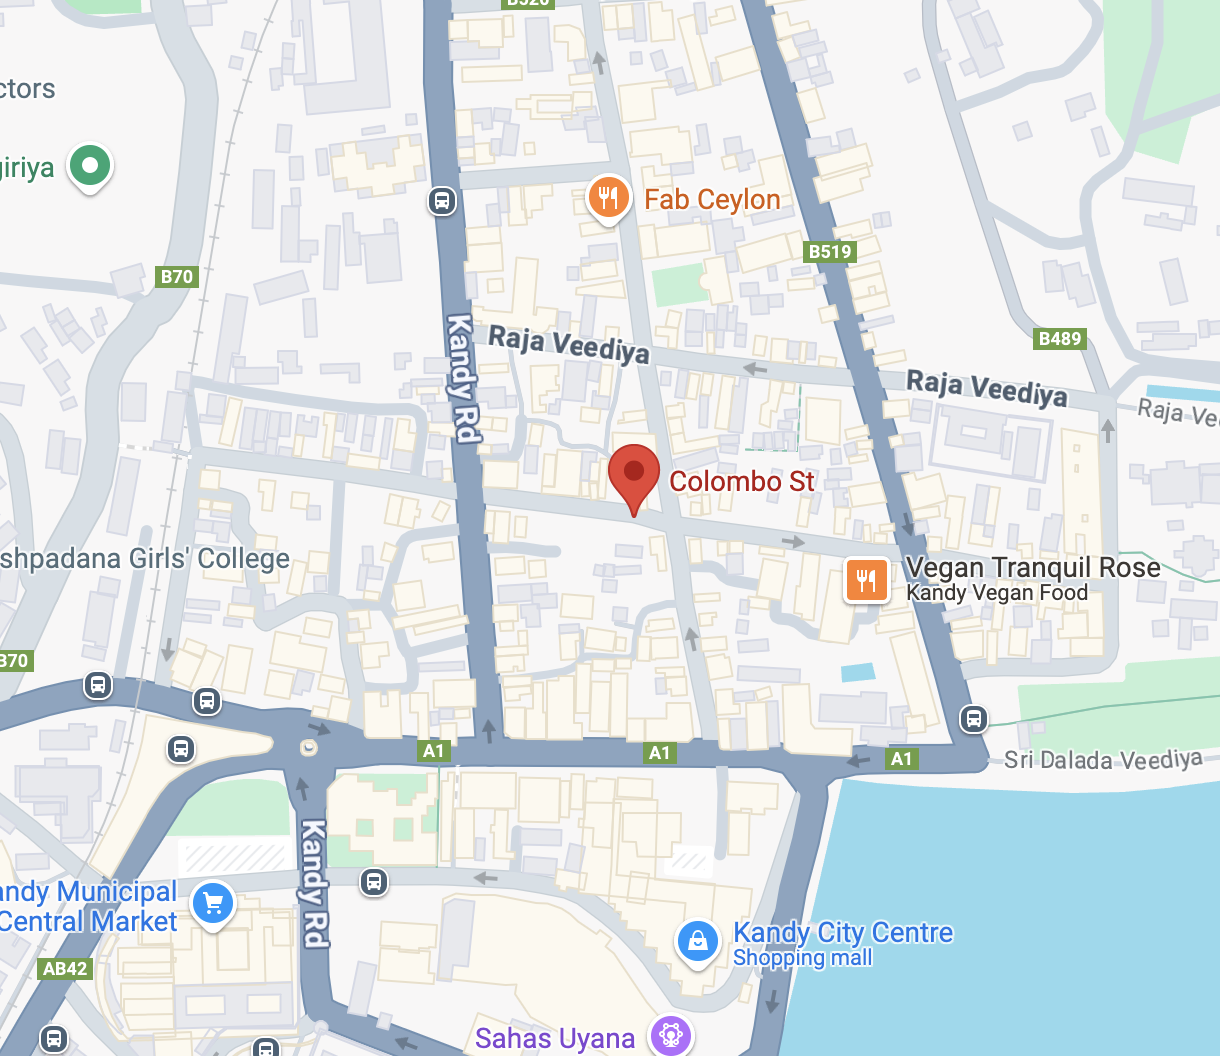 B520
ctors
giriya
Fab Ceylon
B519
B70
Kandy Rd
Raja Veediya
B489
Raja Veediya
Raja Vee
Colombo St
shpadana Girls' College
Vegan Tranquil Rose
Kandy Vegan Food
B70
A1
A1
A1
Sri Dalada Veediya
Kandy Rd
andy Municipal
Central Market
Kandy City Centre
Shopping mall
AB42
Sahas Uyana